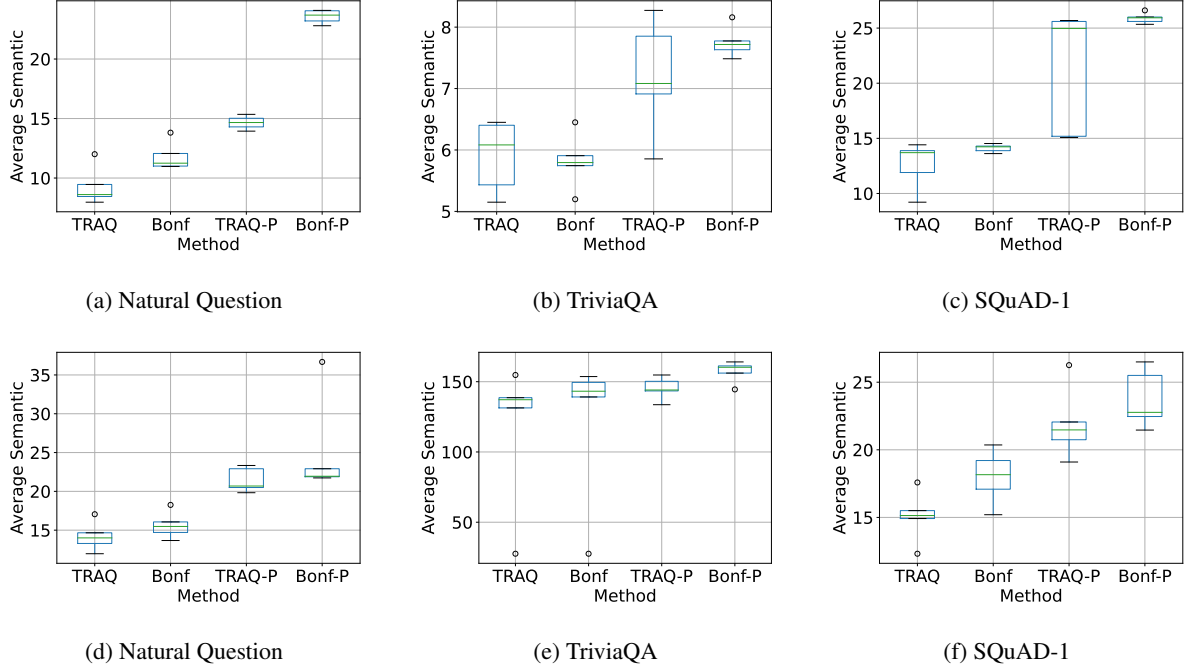 Average Semantic
20
15
10
TRAQ Bonf TRAQ-P Bonf-P
Method
(a) Natural Question
Average Semantic
8
7
6
5
TRAQ Bonf TRAQ-P Bonf-P
Method
(b) TriviaQA
Average Semantic
25
20
15
10
TRAQ Bonf TRAQ-P Bonf-P
Method
(c) SQuAD-1
Average Semantic
35
30
25
20
15
TRAQ Bonf TRAQ-P Bonf-P
Method
(d) Natural Question
Average Semantic
150
100
50
TRAQ Bonf TRAQ-P Bonf-P
Method
(e) TriviaQA
Average Semantic
25
20
15
TRAQ Bonf TRAQ-P Bonf-P
Method
(f) SQuAD-1